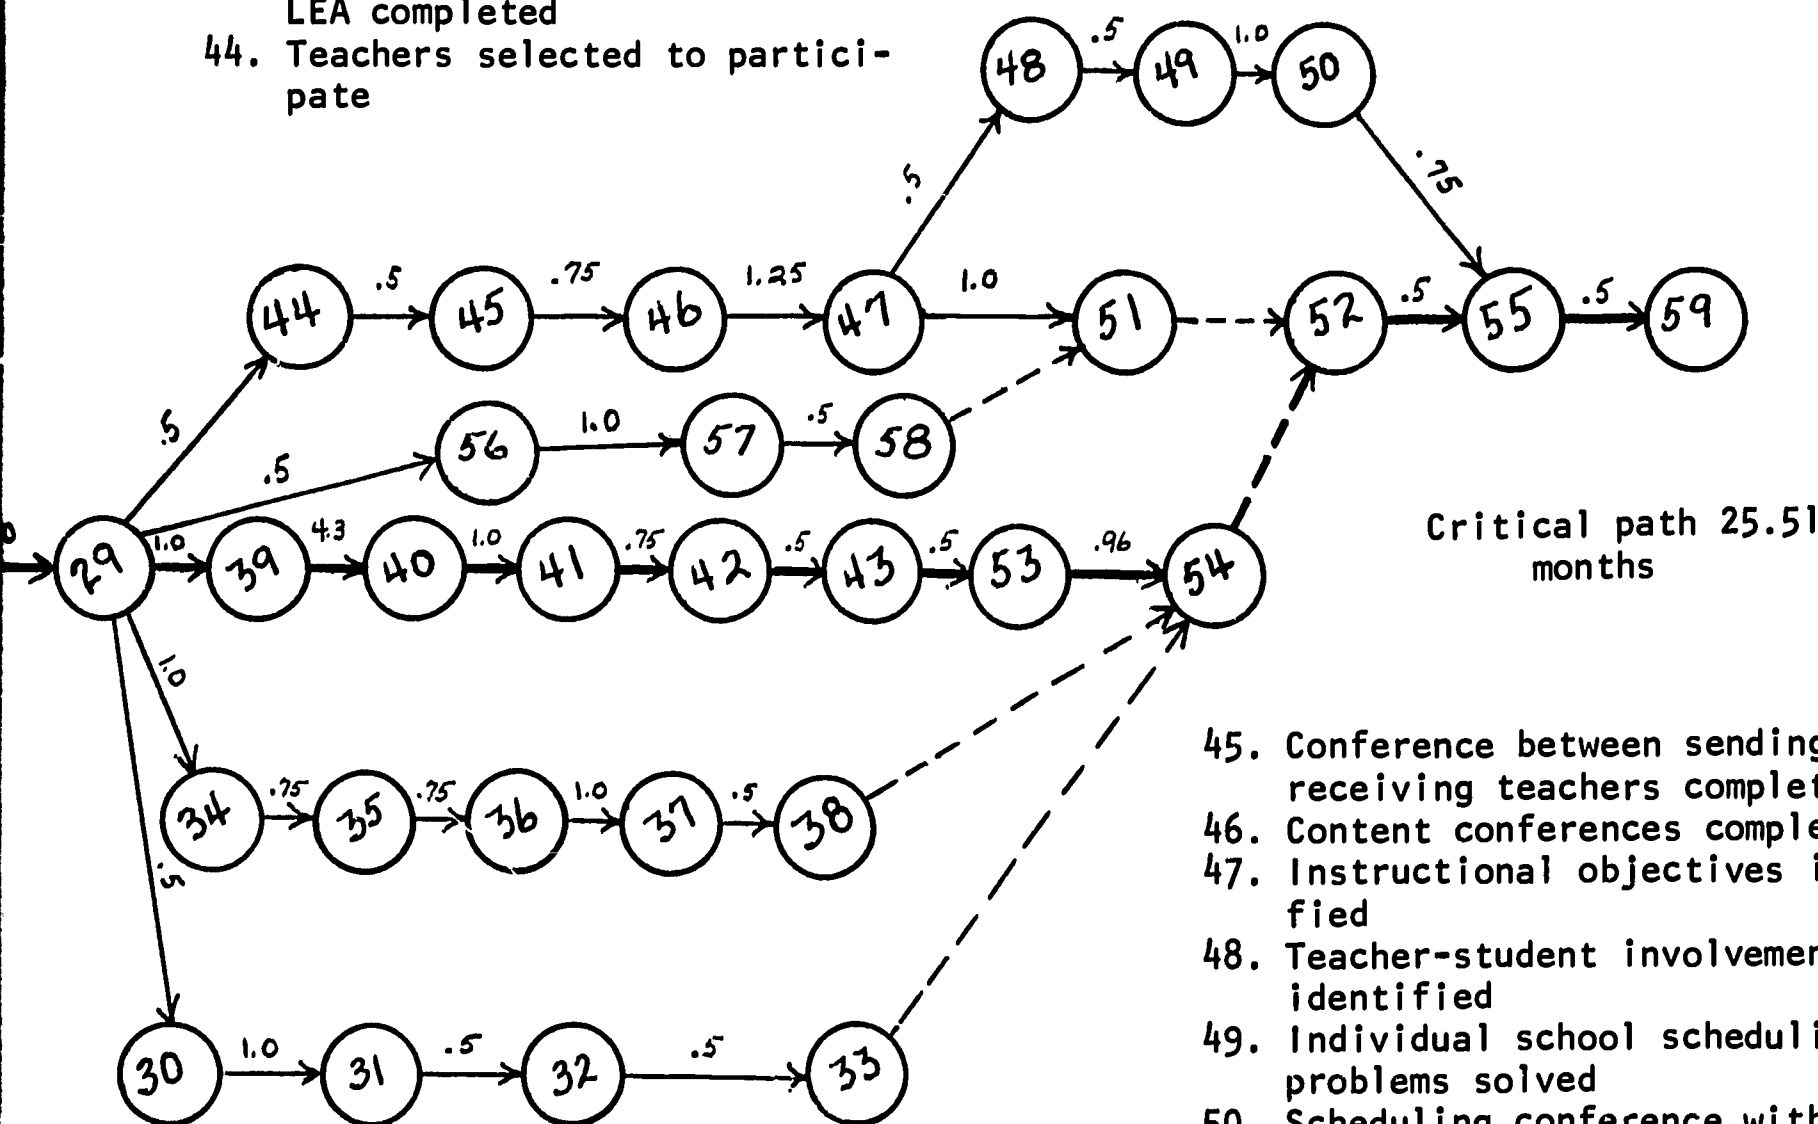 LEA completed
44. Teachers selected to partici-
pate
48 .5 49 1.0 50
.5 .75
44 .5 45 .75 46 1.25 47 1.0 51 52 .5 55 .5 59
.5 .5 56 1.0 57 .5 58
0 29 1.0 39 4.3 40 1.0 41 .75 42 .5 43 .5 53 .96 54
Critical path 25.51
months
1.0
34 .75 35 .75 36 1.0 37 .5 38
.5
30 1.0 31 .5 32 .5 33
45. Conference between sending
receiving teachers complet
46. Content conferences comple
47. Instructional objectives i
fied
48. Teacher-student involvemen
identified
49. Individual school scheduli
problems solved
50. Scheduling conference with